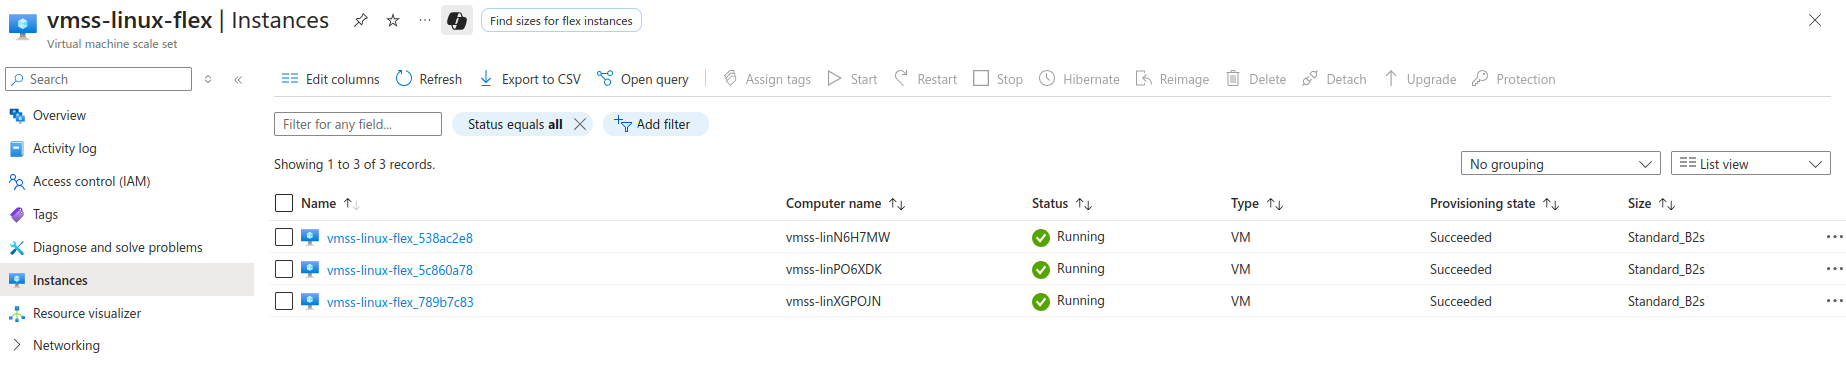 vmss-linux-flex | Instances
Find sizes for flex instances
Virtual machine scale set
Search
Overview
Activity log
Access control (IAM)
Tags
Diagnose and solve problems
Instances
Resource visualizer
Networking
Edit columns Refresh Export to CSV Open query Assign tags Start Restart Stop Hibernate Reimage Delete Detach Upgrade Protection
Filter for any field... Status equals all Add filter
Showing 1 to 3 of 3 records. No grouping List view
Name Computer name Status Type Provisioning state Size
vmss-linux-flex_538ac2e8 vmss-linN6H7MW Running VM Succeeded Standard_B2s
vmss-linux-flex_5c860a78 vmss-linPO6XDK Running VM Succeeded Standard_B2s
vmss-linux-flex_789b7c83 vmss-linXGPOJN Running VM Succeeded Standard_B2s